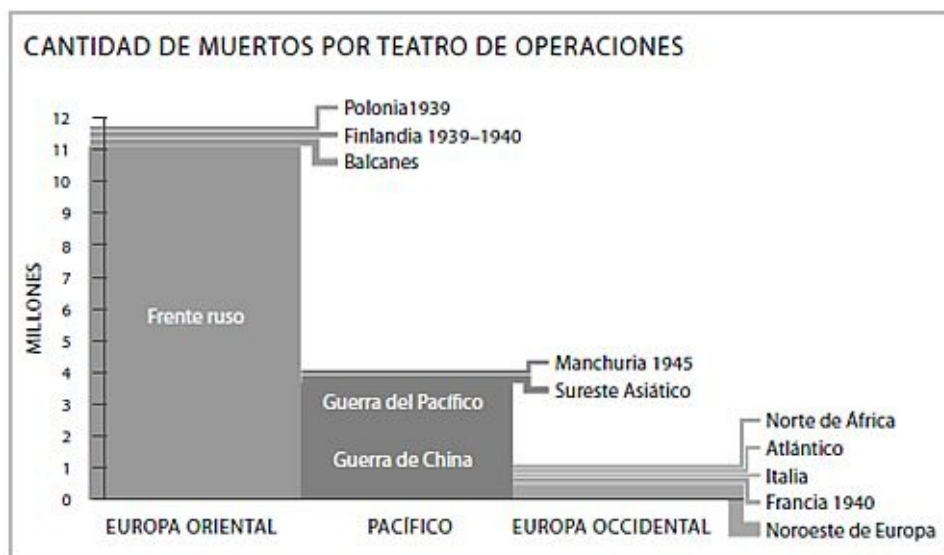 CANTIDAD DE MUERTOS POR TEATRO DE OPERACIONES
MILLONES
12
11
10
9
8
7
6
5
4
3
2
1
0
Polonia1939
Finlandia 1939–1940
Balcanes
Frente ruso
Manchuria 1945
Sureste Asiático
Guerra del Pacífico
Guerra de China
Norte de África
Atlántico
Italia
Francia 1940
Noroeste de Europa
EUROPA ORIENTAL
PACÍFICO
EUROPA OCCIDENTAL